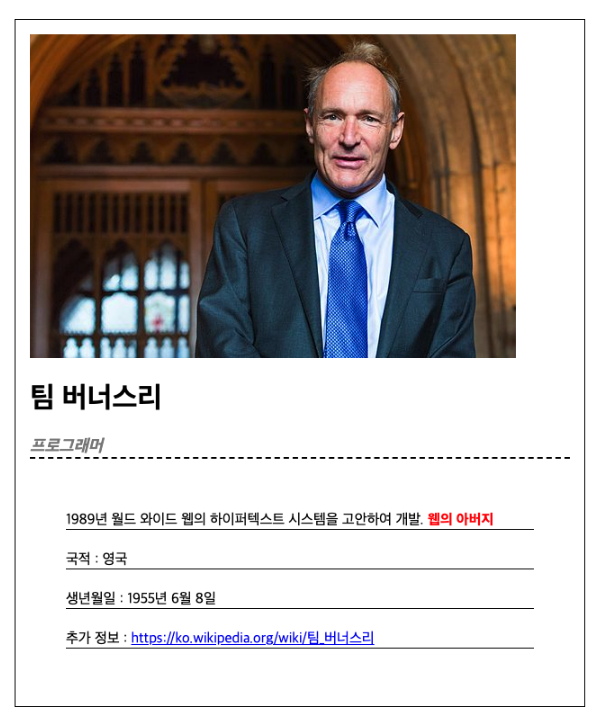 팀 버너스리
프로그래머
1989년 월드 와이드 웹의 하이퍼텍스트 시스템을 고안하여 개발. 웹의 아버지
국적 : 영국
생년월일 : 1955년 6월 8일
추가 정보 : https://ko.wikipedia.org/wiki/팀_버너스리